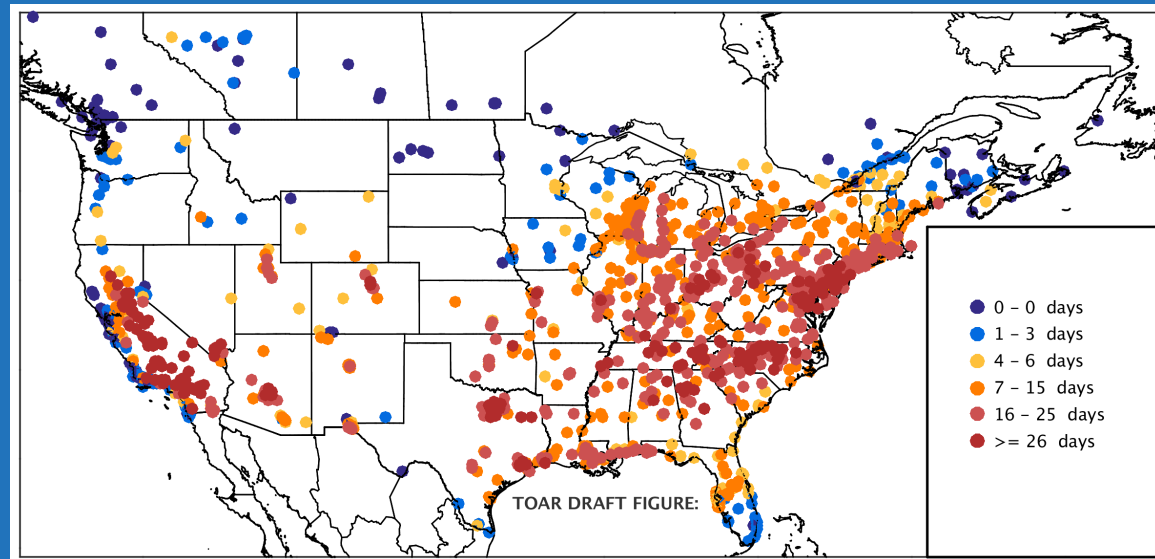 0 – 0 days
1 – 3 days
4 – 6 days
7 – 15 days
16 – 25 days
>= 26 days
TOAR DRAFT FIGURE: